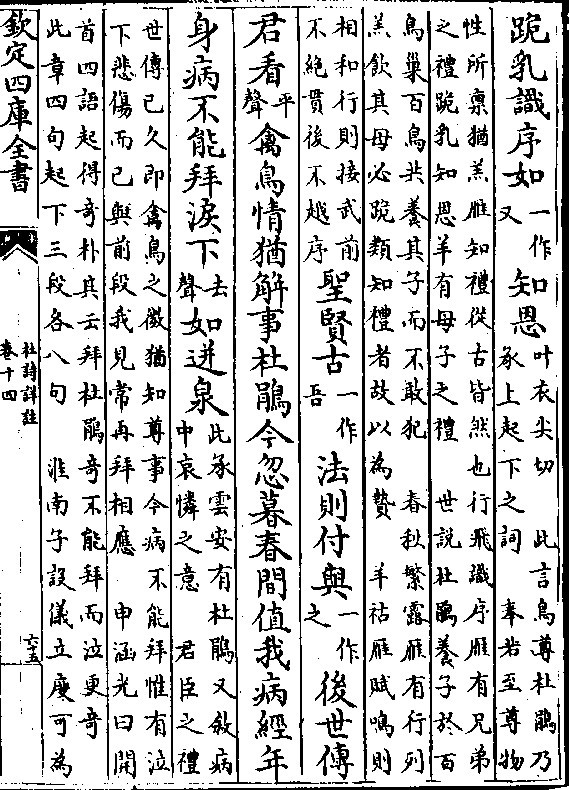 跪乳識序如一作又知恩叶衣尖切 此言鳥尊杜鵑乃承上起下之詞 奉若至尊物
性所稟猶羔雁知禮從古皆然也行飛識序雁有兄弟
之禮跪乳知恩羊有母子之禮 世說杜鵑養子於百
鳥巢百鳥共養其子而不敢犯 春秋繁露雁有行列
羔飲其母必跪類知禮者故以為贄 羊祜雁賦鳴則
相和行則接武前不絕貫後不越序聖賢古一作吾法則付與一作之後世傳
君看平聲禽鳥情猶解事杜鵑今忽暮春間值我病經年
身病不能拜淚下去聲如迸泉此承雲安有杜鵑又敘病中哀憐之意 君臣之禮
世傳已久即禽鳥之微猶知尊事今病不能拜惟有泣
下悲傷而已與前段我見常再拜相應 申涵光曰開
首四語起得奇朴其云拜杜鵑奇不能拜而泣更奇
此章四句起下三段各八句 淮南子設儀立度可為
欽定四庫全書
杜詩詳註
卷十四
六十五